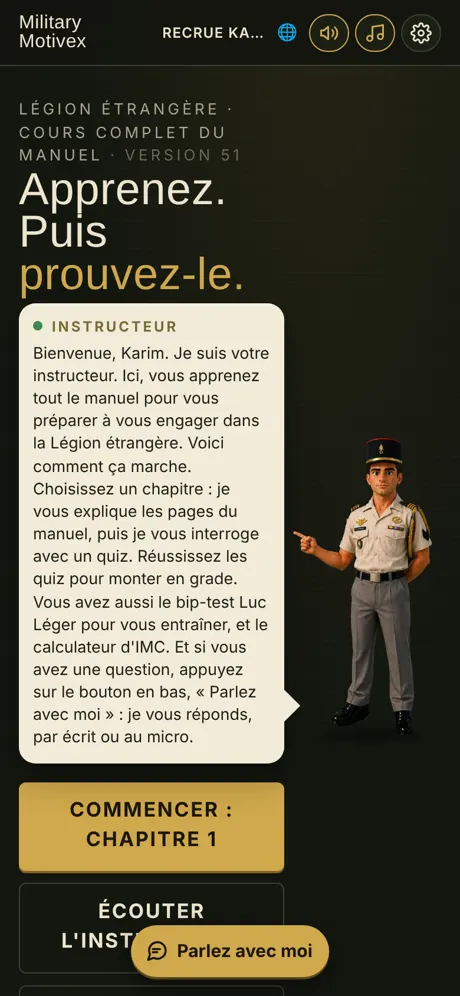 Military
Motivex
RECRUE KA...
LÉGION ÉTRANGÈRE ·
COURS COMPLET DU
MANUEL · VERSION 51
Apprenez.
Puis
prouvez-le.
INSTRUCTEUR
Bienvenue, Karim. Je suis votre
instructeur. Ici, vous apprenez
tout le manuel pour vous
préparer à vous engager dans
la Légion étrangère. Voici
comment ça marche.
Choisissez un chapitre : je
vous explique les pages du
manuel, puis je vous interroge
avec un quiz. Réussissez les
quiz pour monter en grade.
Vous avez aussi le bip-test Luc
Léger pour vous entraîner, et le
calculateur d'IMC. Et si vous
avez une question, appuyez
sur le bouton en bas, « Parlez
avec moi » : je vous réponds,
par écrit ou au micro.
COMMENCER :
CHAPITRE 1
ÉCOUTER
Parlez avec moi